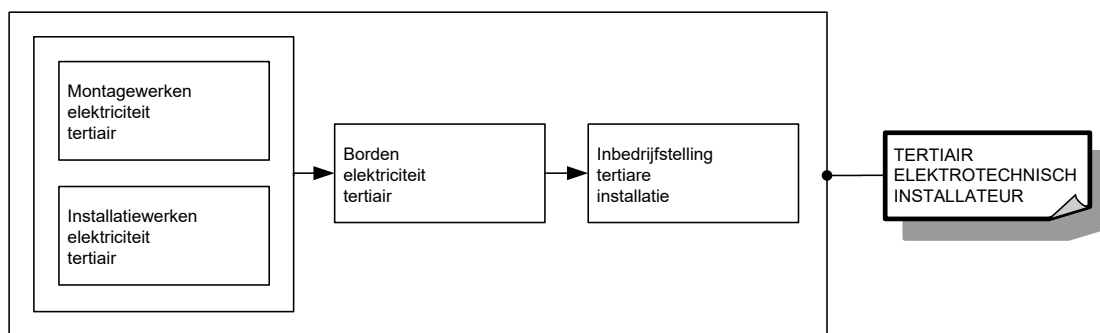 Montagewerken
elektriciteit
tertiair
Installatiewerken
elektriciteit
tertiair
Borden
elektriciteit
tertiair
Inbedrijfstelling
tertiare
installatie
TERTIAIR
ELEKTROTECHNISCH
INSTALLATEUR